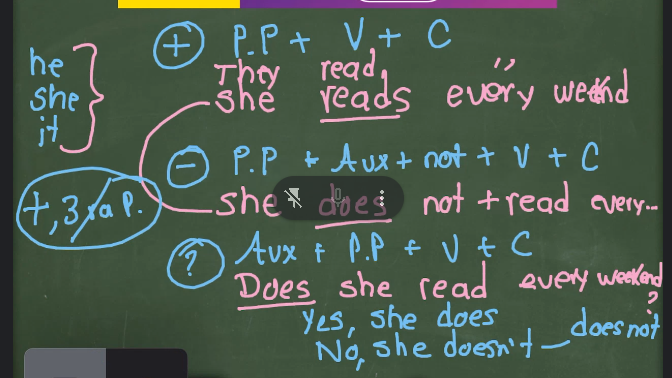 + P.P + V + C
he
she
it
They read ,,
she reads every weekend
- P.P + Aux + not + V + C
+, 3ra P.
she does not + read every...
? Aux + P.P + V + C
Does she read every weekend?
Yes, she does
No, she doesn't — does not